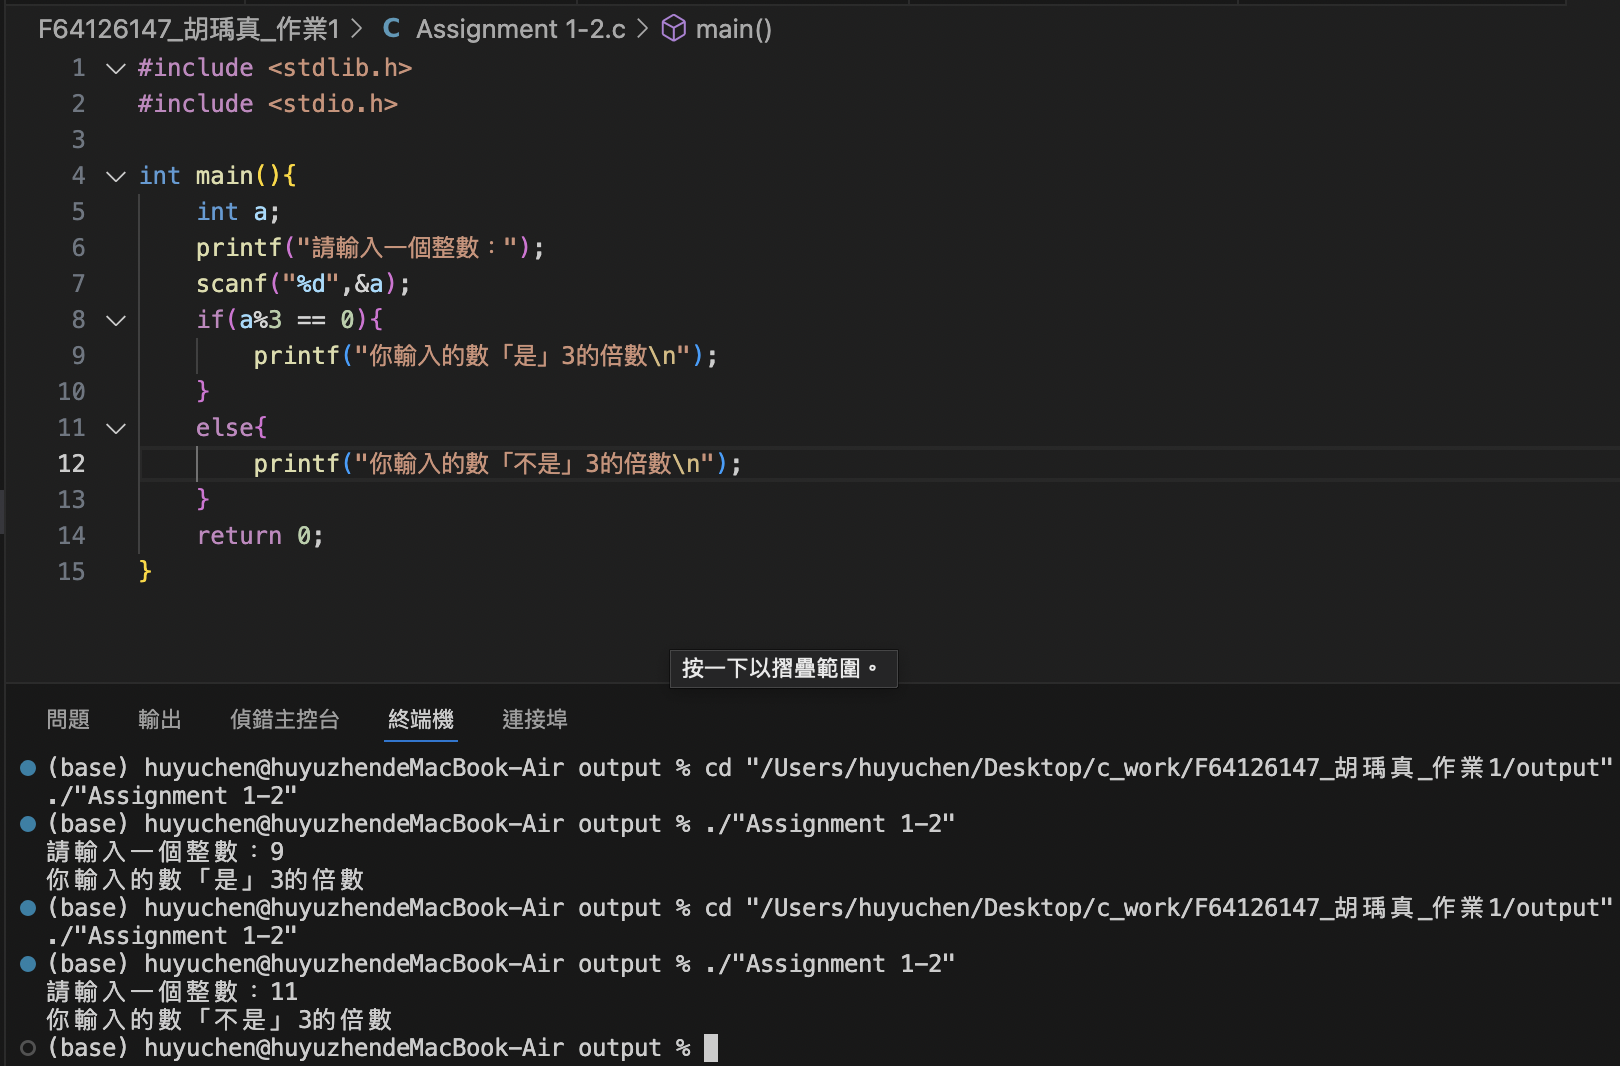 F64126147_胡瑀真_作業1 > C Assignment 1-2.c > main()
1 #include <stdlib.h>
2 #include <stdio.h>
3
4 int main(){
5 int a;
6 printf("請輸入一個整數：");
7 scanf("%d",&a);
8 if(a%3 == 0){
9 printf("你輸入的數「是」3的倍數\n");
10 }
11 else{
12 printf("你輸入的數「不是」3的倍數\n");
13 }
14 return 0;
15 }
按一下以摺疊範圍。
問題 輸出 偵錯主控台 終端機 連接埠
(base) huyuchen@huyuzhendeMacBook-Air output % cd "/Users/huyuchen/Desktop/c_work/F64126147_胡瑀真_作業1/output"
./"Assignment 1-2"
(base) huyuchen@huyuzhendeMacBook-Air output % ./"Assignment 1-2"
請輸入一個整數：9
你輸入的數「是」3的倍數
(base) huyuchen@huyuzhendeMacBook-Air output % cd "/Users/huyuchen/Desktop/c_work/F64126147_胡瑀真_作業1/output"
./"Assignment 1-2"
(base) huyuchen@huyuzhendeMacBook-Air output % ./"Assignment 1-2"
請輸入一個整數：11
你輸入的數「不是」3的倍數
(base) huyuchen@huyuzhendeMacBook-Air output %